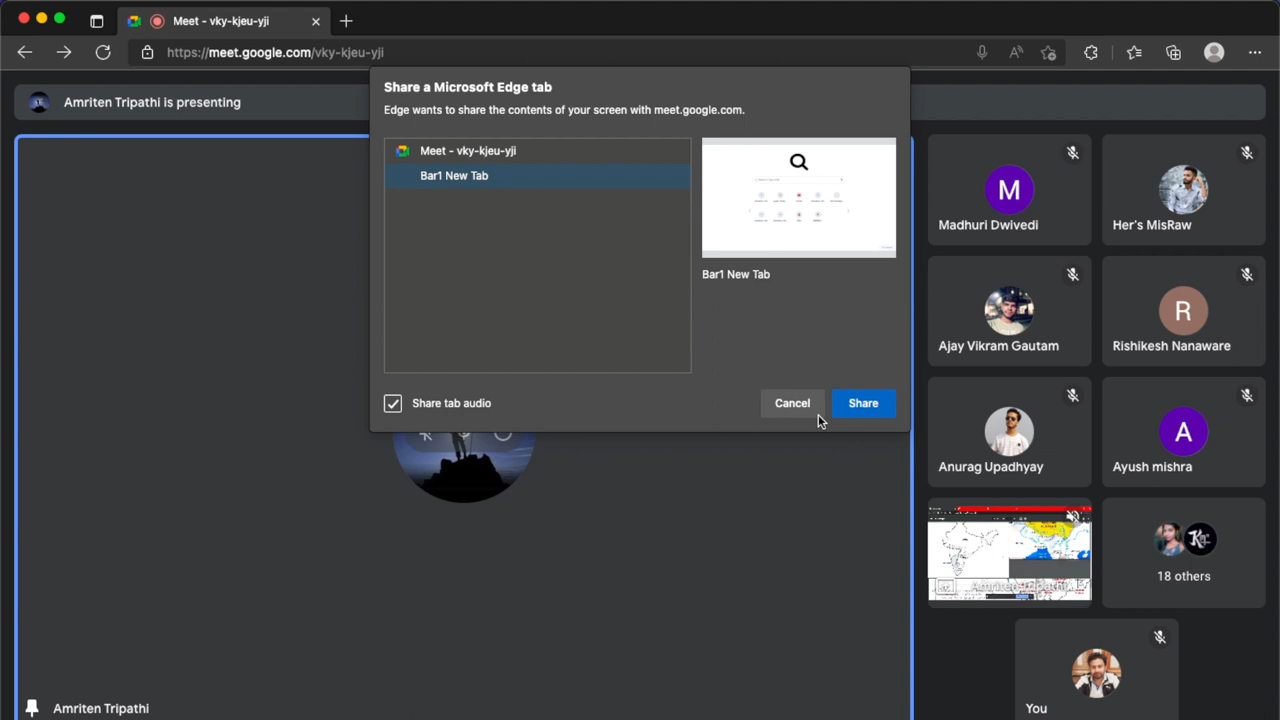 Meet - vky-kjeu-yji
https://meet.google.com/vky-kjeu-yji
Amriten Tripathi is presenting
Share a Microsoft Edge tab
Edge wants to share the contents of your screen with meet.google.com.
Meet - vky-kjeu-yji
Bar1 New Tab
Bar1 New Tab
Share tab audio
Cancel
Share
M
Madhuri Dwivedi
Her's MisRaw
Ajay Vikram Gautam
R
Rishikesh Nanaware
Anurag Upadhyay
A
Ayush mishra
Amriten Tripathi
18 others
You
Amriten Tripathi